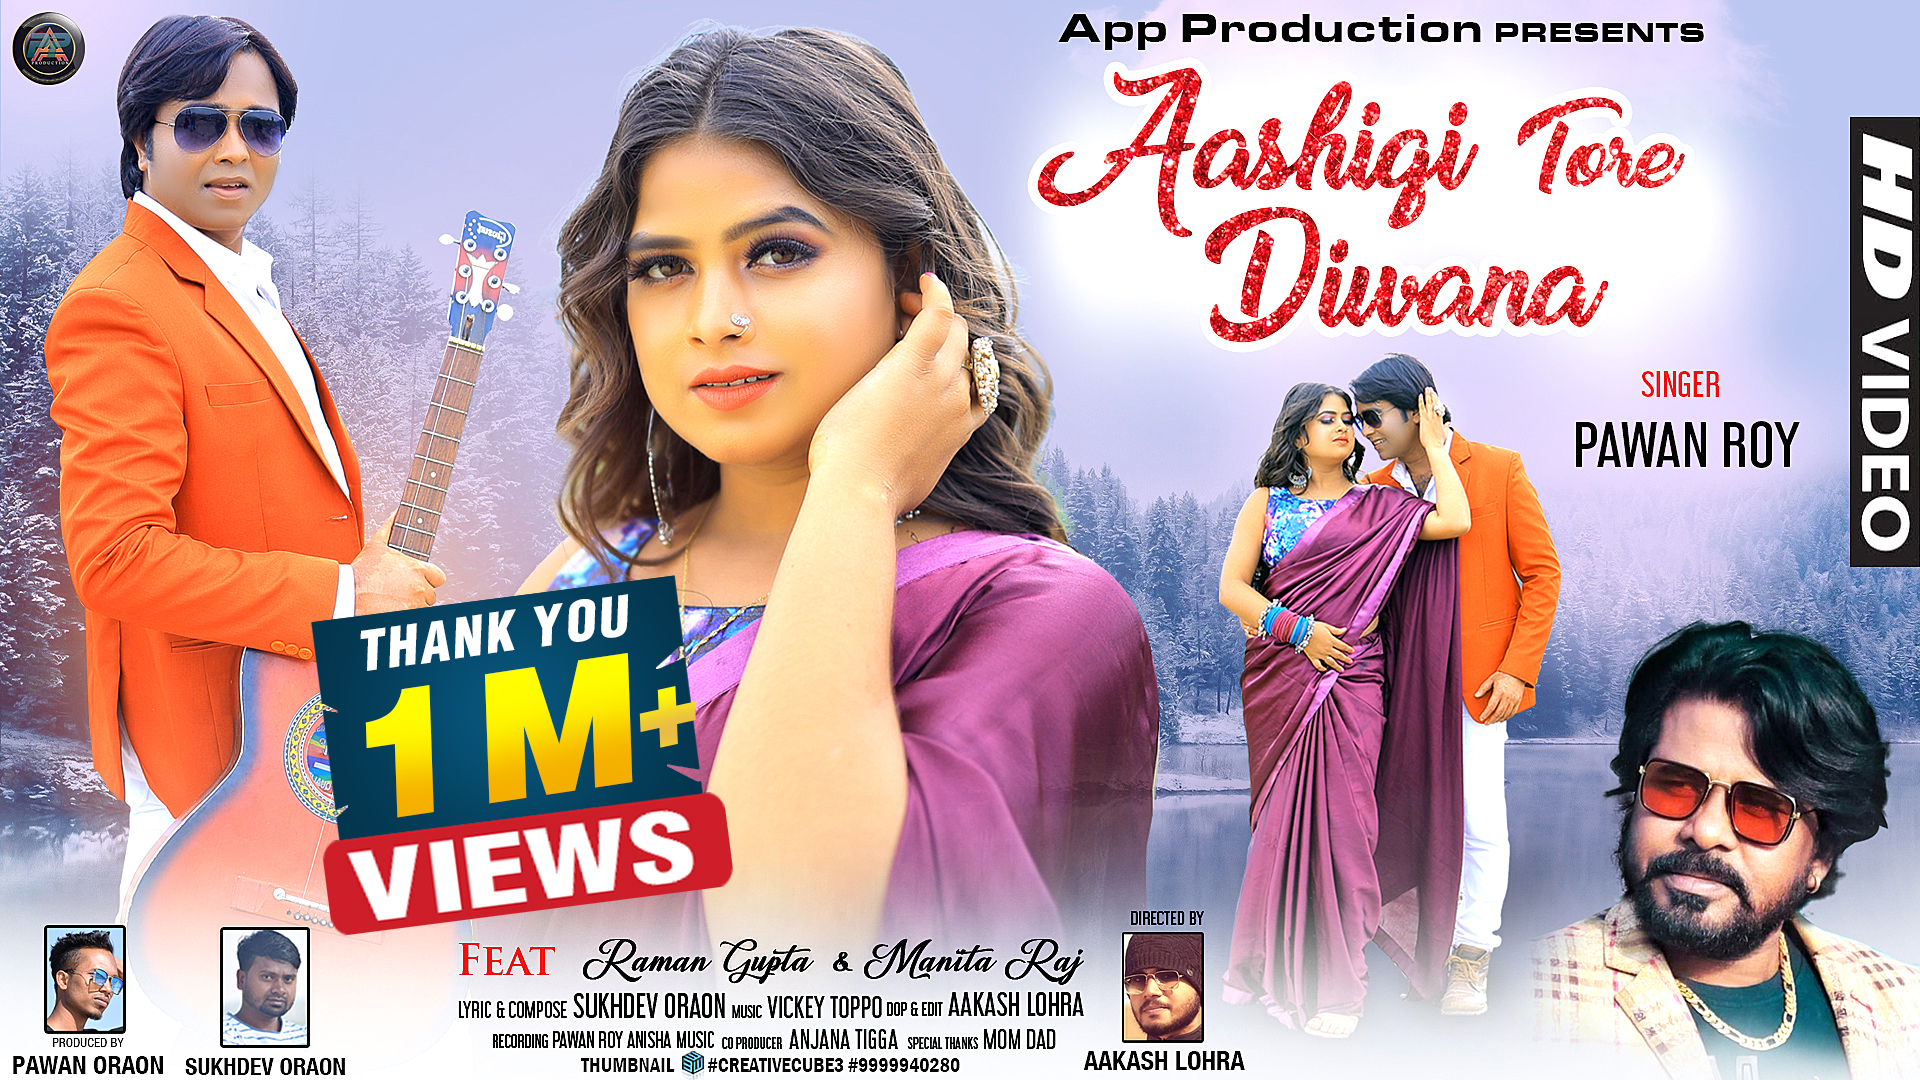 App Production PRESENTS
Aashiqi Tore
Diwana
HD VIDEO
SINGER
PAWAN ROY
THANK YOU
1M+
VIEWS
PRODUCTION
DIRECTED BY
FEAT Raman Gupta & Manita Raj
LYRIC & COMPOSE SUKHDEV ORAON MUSIC VICKEY TOPPO DOP & EDIT AAKASH LOHRA
RECORDING PAWAN ROY ANISHA MUSIC CO PRODUCER ANJANA TIGGA SPECIAL THANKS MOM DAD
THUMBNAIL #CREATIVECUBE3 #9999940280
PRODUCED BY
PAWAN ORAON
SUKHDEV ORAON
AAKASH LOHRA